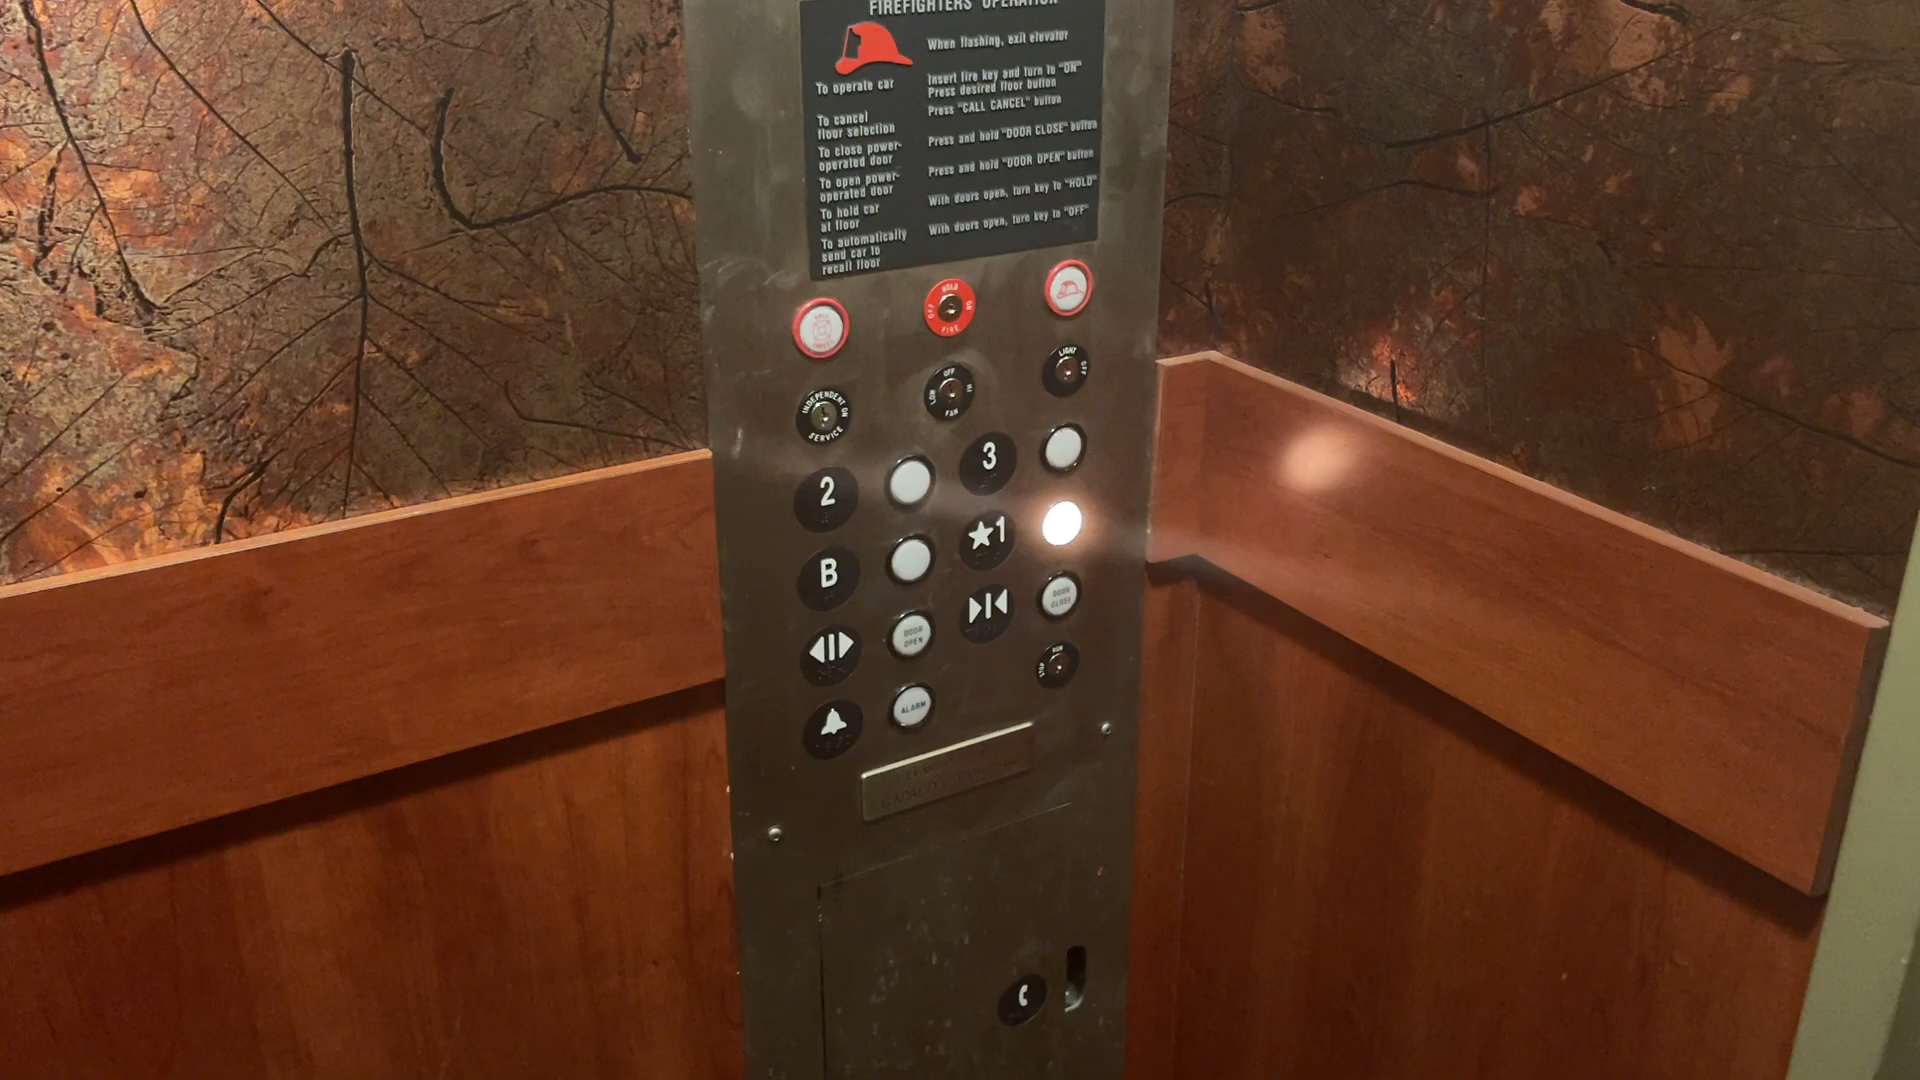 FIREFIGHTERS' OPERATION
When flashing, exit elevator
To operate car
Insert fire key and turn to "ON"
Press desired floor button
To cancel
floor selection
Press "CALL CANCEL" button
To close power-
operated door
Press and hold "DOOR CLOSE" button
To open power-
operated door
Press and hold "DOOR OPEN" button
To hold car
at floor
With doors open, turn key to "HOLD"
To automatically
send car to
recall floor
With doors open, turn key to "OFF"
CALL
CANCEL
HOLD
OFF ON
FIRE
INDEPENDENT ON
SERVICE
OFF
LOW HI
FAN
LIGHT
OFF
2
3
B
★1
DOOR
OPEN
DOOR
CLOSE
RUN
STOP
ALARM